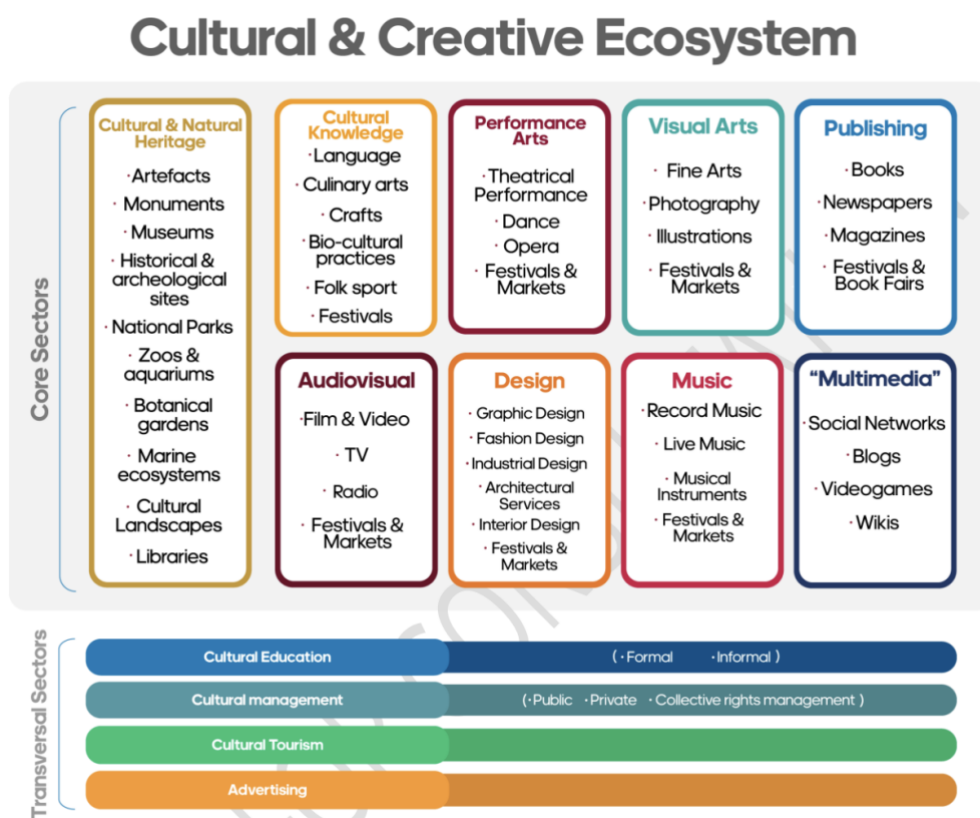 Cultural & Creative Ecosystem
Core Sectors
Cultural & Natural
Heritage
·Artefacts
· Monuments
· Museums
· Historical &
archeological
sites
· National Parks
· Zoos &
aquariums
· Botanical
gardens
· Marine
ecosystems
· Cultural
Landscapes
· Libraries
Cultural
Knowledge
·Language
· Culinary arts
· Crafts
· Bio-cultural
practices
· Folk sport
· Festivals
Performance
Arts
·Theatrical
Performance
· Dance
· Opera
· Festivals &
Markets
Visual Arts
· Fine Arts
·Photography
· Illustrations
· Festivals &
Markets
Publishing
· Books
·Newspapers
·Magazines
· Festivals &
Book Fairs
Audiovisual
·Film & Video
· TV
· Radio
· Festivals &
Markets
Design
· Graphic Design
· Fashion Design
· Industrial Design
· Architectural
Services
· Interior Design
· Festivals &
Markets
Music
·Record Music
· Live Music
· Musical
Instruments
· Festivals &
Markets
“Multimedia”
·Social Networks
·Blogs
·Videogames
·Wikis
Transversal Sectors
Cultural Education
( ·Formal ·Informal )
Cultural management
(·Public ·Private ·Collective rights management )
Cultural Tourism
Advertising